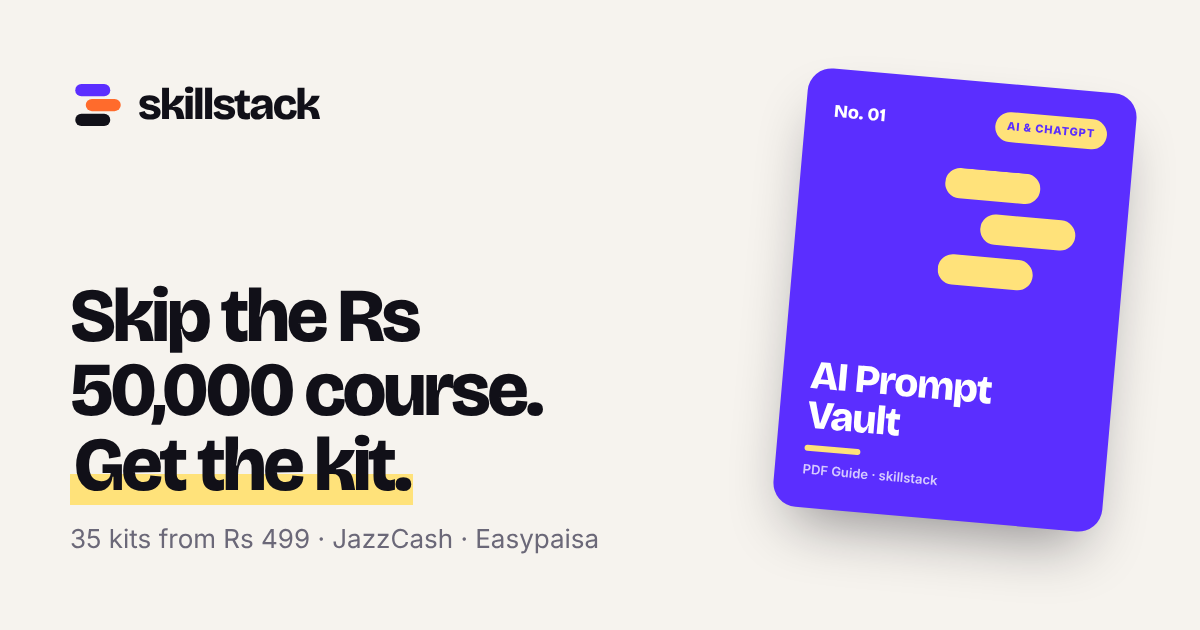 skillstack
Skip the Rs
50,000 course.
Get the kit.
35 kits from Rs 499 · JazzCash · Easypaisa
No. 01
AI & CHATGPT
AI Prompt
Vault
PDF Guide · skillstack